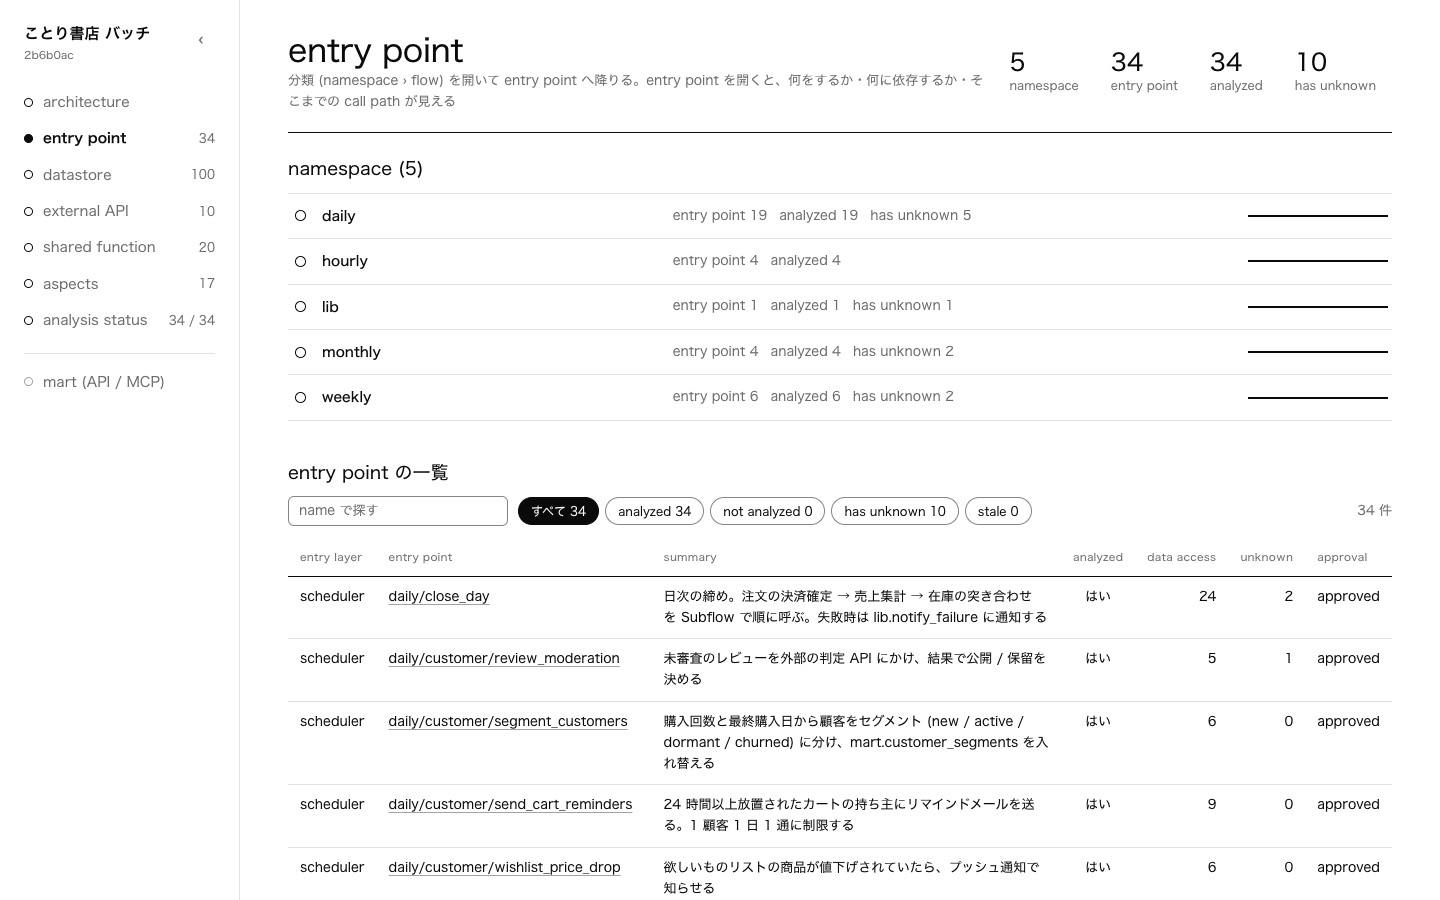 ことり書店 バッチ
‹
2b6b0ac
architecture
entry point 34
datastore 100
external API 10
shared function 20
aspects 17
analysis status 34 / 34
mart (API / MCP)
entry point
分類 (namespace › flow) を開いて entry point へ降りる。entry point を開くと、何をするか・何に依存するか・そ
こまでの call path が見える
5 34 34 10
namespace entry point analyzed has unknown
namespace (5)
daily entry point 19 analyzed 19 has unknown 5
hourly entry point 4 analyzed 4
lib entry point 1 analyzed 1 has unknown 1
monthly entry point 4 analyzed 4 has unknown 2
weekly entry point 6 analyzed 6 has unknown 2
entry point の一覧
name で探す すべて 34 analyzed 34 not analyzed 0 has unknown 10 stale 0 34 件
entry layer entry point summary analyzed data access unknown approval
scheduler daily/close_day 日次の締め。注文の決済確定 → 売上集計 → 在庫の突き合わせ はい 24 2 approved
を Subflow で順に呼ぶ。失敗時は lib.notify_failure に通知する
scheduler daily/customer/review_moderation 未審査のレビューを外部の判定 API にかけ、結果で公開 / 保留を はい 5 1 approved
決める
scheduler daily/customer/segment_customers 購入回数と最終購入日から顧客をセグメント (new / active / はい 6 0 approved
dormant / churned) に分け、mart.customer_segments を入
れ替える
scheduler daily/customer/send_cart_reminders 24 時間以上放置されたカートの持ち主にリマインドメールを送 はい 9 0 approved
る。1 顧客 1 日 1 通に制限する
scheduler daily/customer/wishlist_price_drop 欲しいものリストの商品が値下げされていたら、プッシュ通知で はい 6 0 approved
知らせる